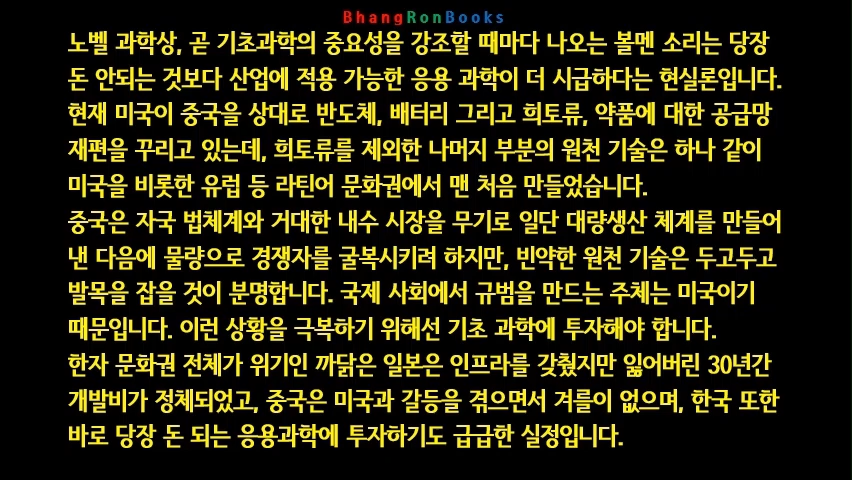 BhangRonBooks
노벨 과학상, 곧 기초과학의 중요성을 강조할 때마다 나오는 볼멘 소리는 당장
돈 안되는 것보다 산업에 적용 가능한 응용 과학이 더 시급하다는 현실론입니다.
현재 미국이 중국을 상대로 반도체, 배터리 그리고 희토류, 약품에 대한 공급망
재편을 꾸리고 있는데, 희토류를 제외한 나머지 부분의 원천 기술은 하나 같이
미국을 비롯한 유럽 등 라틴어 문화권에서 맨 처음 만들었습니다.
중국은 자국 법체계와 거대한 내수 시장을 무기로 일단 대량생산 체계를 만들어
낸 다음에 물량으로 경쟁자를 굴복시키려 하지만, 빈약한 원천 기술은 두고두고
발목을 잡을 것이 분명합니다. 국제 사회에서 규범을 만드는 주체는 미국이기
때문입니다. 이런 상황을 극복하기 위해선 기초 과학에 투자해야 합니다.
한자 문화권 전체가 위기인 까닭은 일본은 인프라를 갖췄지만 잃어버린 30년간
개발비가 정체되었고, 중국은 미국과 갈등을 겪으면서 겨를이 없으며, 한국 또한
바로 당장 돈 되는 응용과학에 투자하기도 급급한 실정입니다.